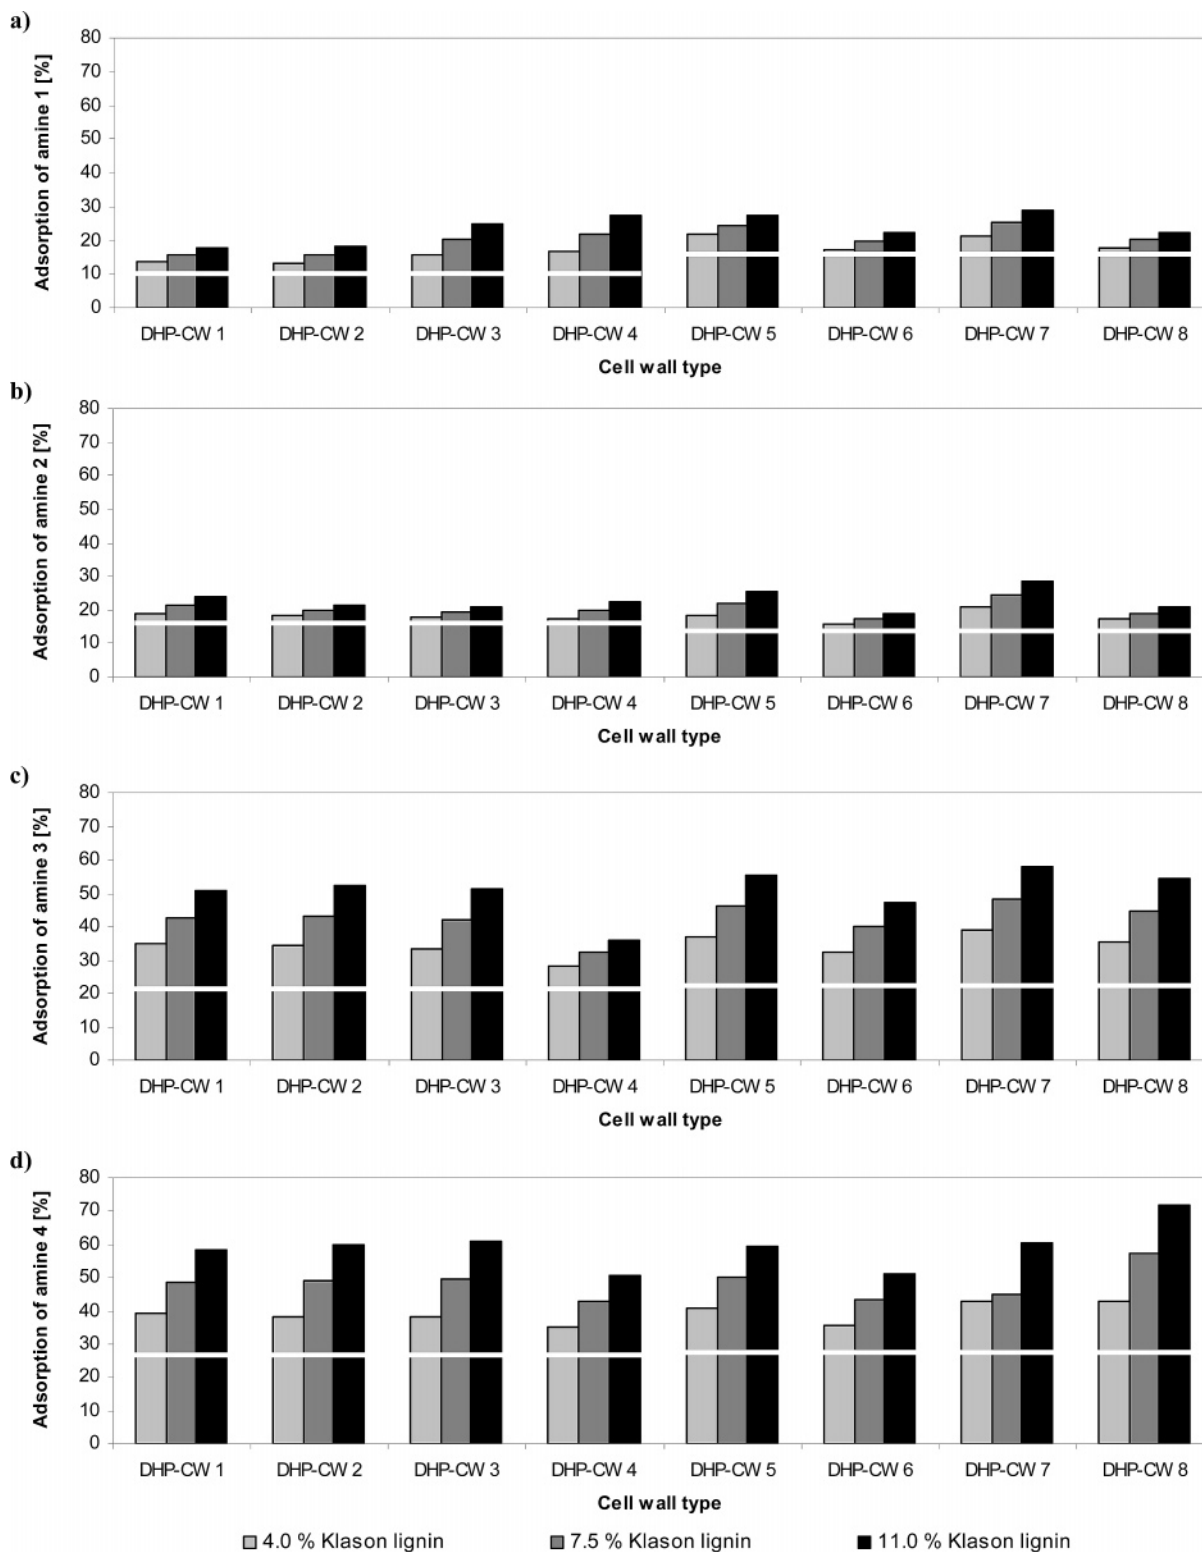 a)
Adsorption of amine 1 [%]
80
70
60
50
40
30
20
10
0
DHP-CW 1 DHP-CW 2 DHP-CW 3 DHP-CW 4 DHP-CW 5 DHP-CW 6 DHP-CW 7 DHP-CW 8
Cell wall type
b)
Adsorption of amine 2 [%]
80
70
60
50
40
30
20
10
0
DHP-CW 1 DHP-CW 2 DHP-CW 3 DHP-CW 4 DHP-CW 5 DHP-CW 6 DHP-CW 7 DHP-CW 8
Cell wall type
c)
Adsorption of amine 3 [%]
80
70
60
50
40
30
20
10
0
DHP-CW 1 DHP-CW 2 DHP-CW 3 DHP-CW 4 DHP-CW 5 DHP-CW 6 DHP-CW 7 DHP-CW 8
Cell wall type
d)
Adsorption of amine 4 [%]
80
70
60
50
40
30
20
10
0
DHP-CW 1 DHP-CW 2 DHP-CW 3 DHP-CW 4 DHP-CW 5 DHP-CW 6 DHP-CW 7 DHP-CW 8
Cell wall type
4.0 % Klason lignin 7.5 % Klason lignin 11.0 % Klason lignin